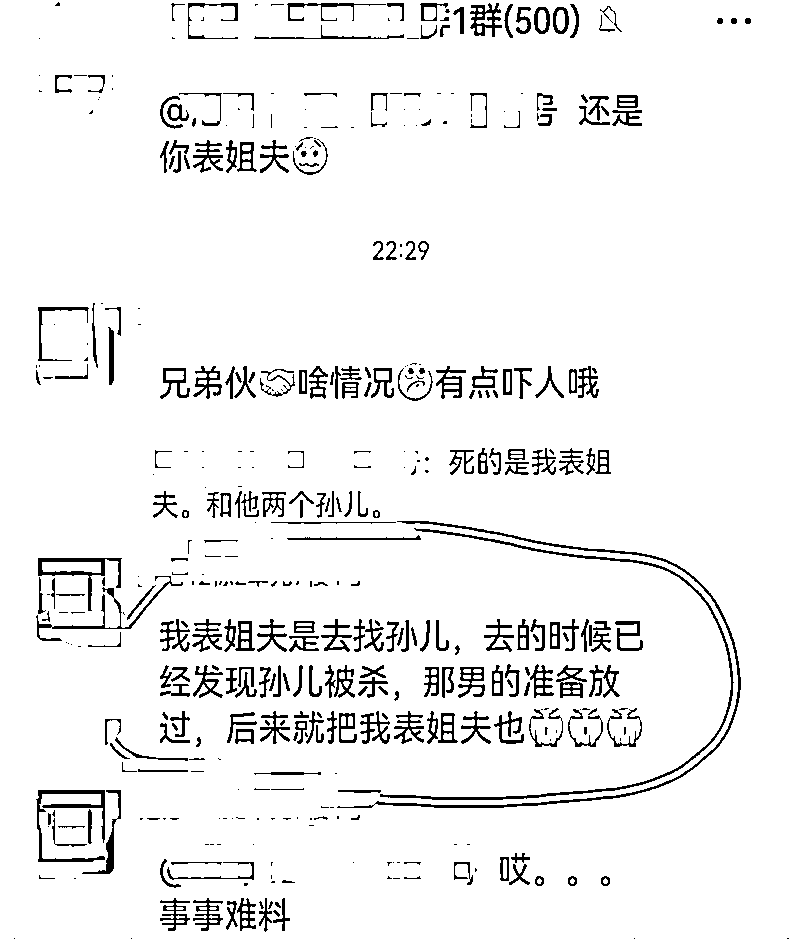 1群(500)
@ 号 还是
你表姐夫
22:29
兄弟伙🤝啥情况有点吓人哦
：死的是我表姐
夫。和他两个孙儿。
我表姐夫是去找孙儿，去的时候已
经发现孙儿被杀，那男的准备放
过，后来就把我表姐夫也
哎。。。
事事难料